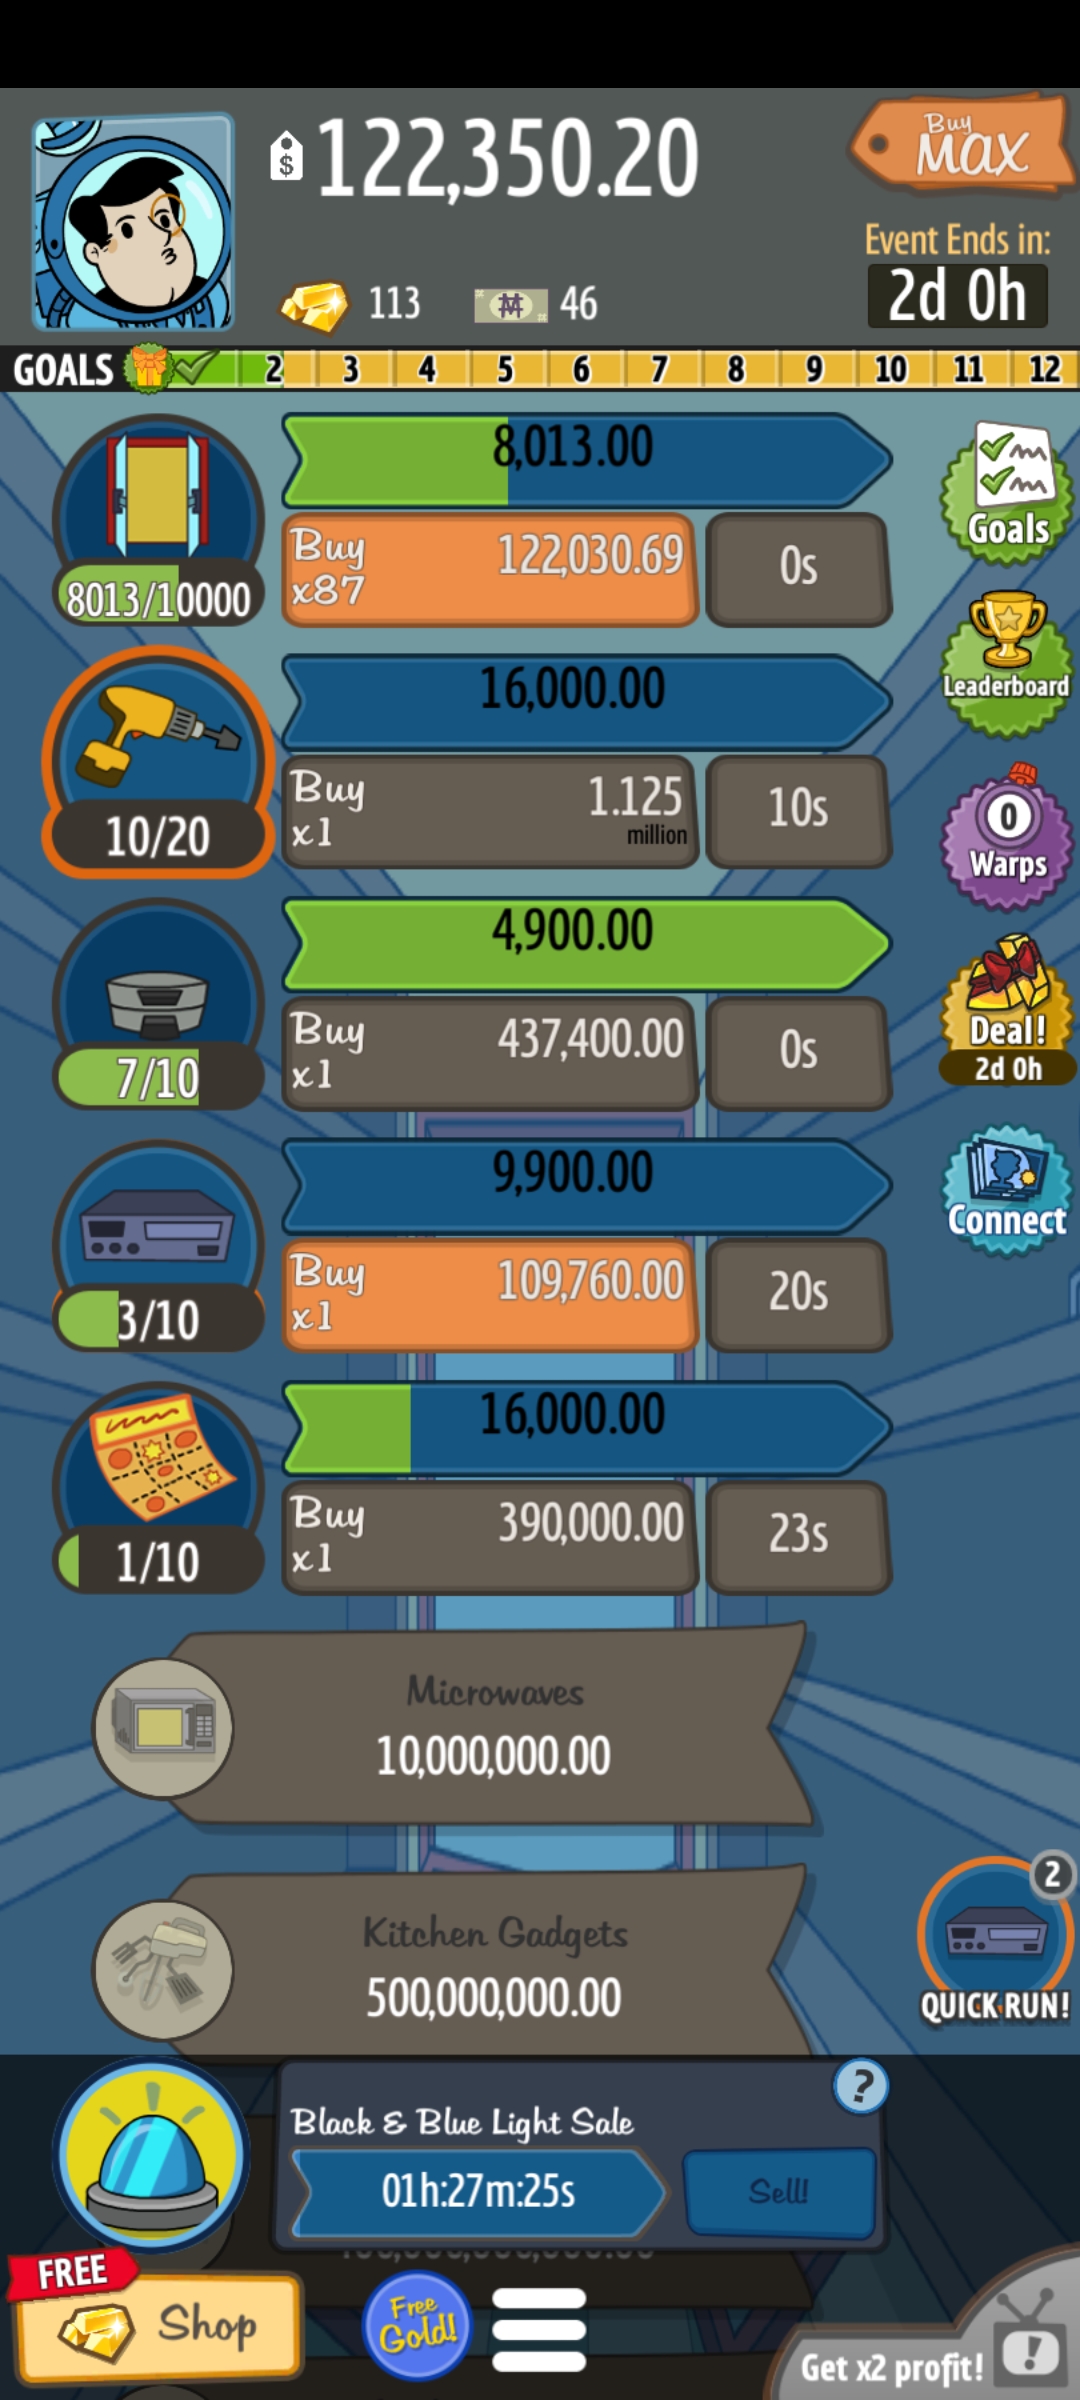 $ 122,350.20
Buy
MAX
113
46
Event Ends in:
2d 0h
GOALS 2 3 4 5 6 7 8 9 10 11 12
8,013.00
Buy
x87
122,030.69
0s
8013/10000
Goals
16,000.00
Buy
x1
1.125
million
10s
10/20
Leaderboard
0
Warps
4,900.00
Buy
x1
437,400.00
0s
7/10
Deal!
2d 0h
9,900.00
Buy
x1
109,760.00
20s
3/10
Connect
16,000.00
Buy
x1
390,000.00
23s
1/10
Microwaves
10,000,000.00
Kitchen Gadgets
500,000,000.00
2
QUICK RUN!
?
Black & Blue Light Sale
01h:27m:25s
Sell!
FREE
Shop
Free
Gold!
!
Get x2 profit!